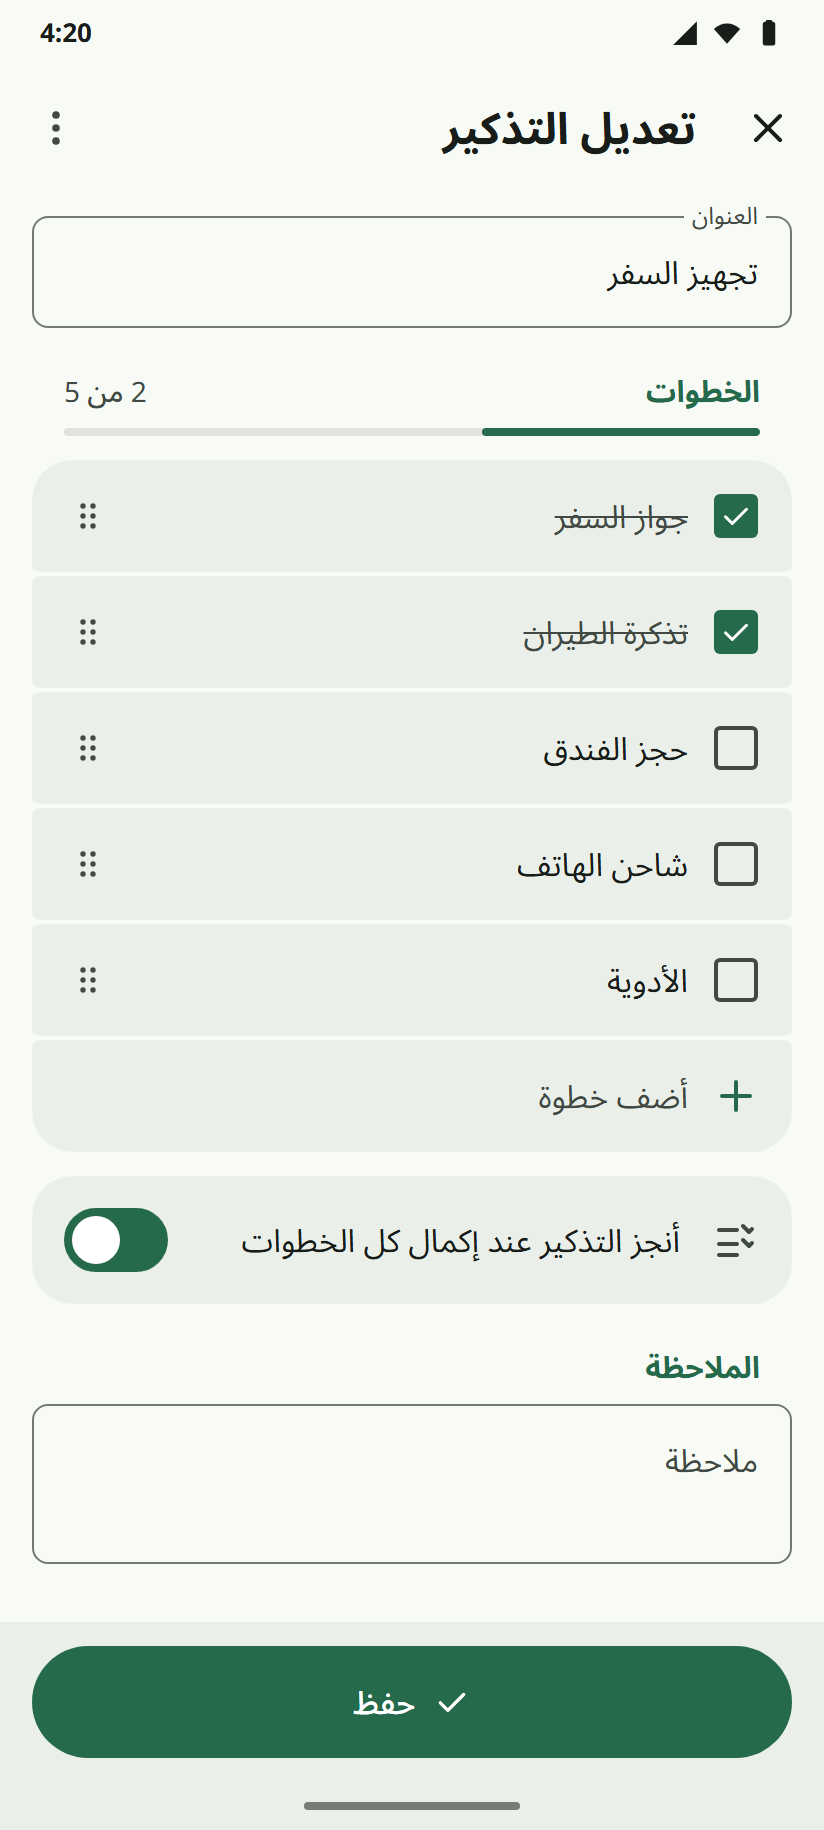 4:20
تعديل التذكير
العنوان
تجهيز السفر
الخطوات
2 من 5
جواز السفر
تذكرة الطيران
حجز الفندق
شاحن الهاتف
الأدوية
أضف خطوة
أنجز التذكير عند إكمال كل الخطوات
الملاحظة
ملاحظة
حفظ